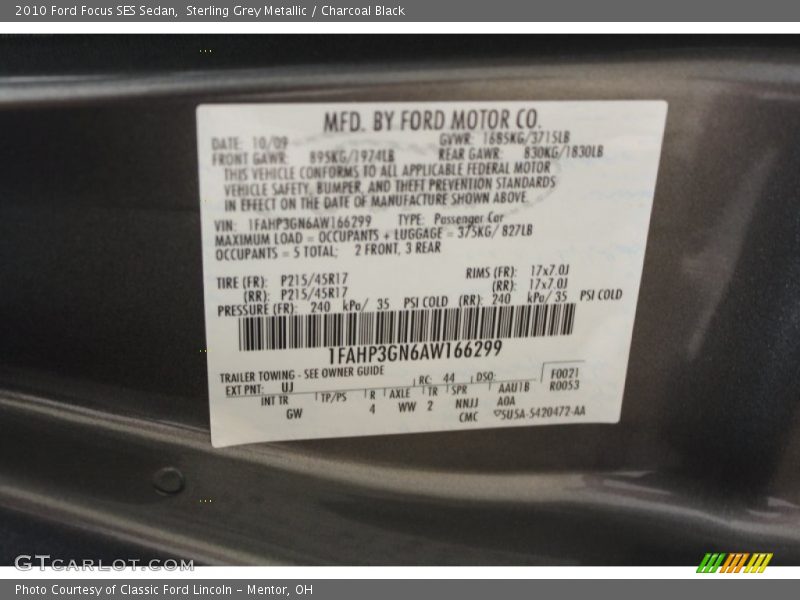 2010 Ford Focus SES Sedan,  Sterling Grey Metallic / Charcoal Black
MFD. BY FORD MOTOR CO.
DATE: 10/09 GVWR: 1685KG/3715LB
FRONT GAWR: 895KG/1974LB REAR GAWR: 830KG/1830LB
THIS VEHICLE CONFORMS TO ALL APPLICABLE FEDERAL MOTOR
VEHICLE SAFETY, BUMPER, AND THEFT PREVENTION STANDARDS
IN EFFECT ON THE DATE OF MANUFACTURE SHOWN ABOVE.
VIN: 1FAHP3GN6AW166299 TYPE: Passenger Car
MAXIMUM LOAD = OCCUPANTS + LUGGAGE = 375KG/ 827LB
OCCUPANTS = 5 TOTAL; 2 FRONT, 3 REAR
TIRE (FR): P215/45R17 RIMS (FR): 17x7.0J
(RR): P215/45R17 (RR): 17x7.0J
PRESSURE (FR): 240 kPa/ 35 PSI COLD (RR): 240 kPa/ 35 PSI COLD
1FAHP3GN6AW166299
TRAILER TOWING - SEE OWNER GUIDE
EXT PNT: UJ RC: 44 DSO: F0021
INT TR TP/PS R AXLE TR SPR AAU1B R0053
GW 4 WW 2 NNJJ AOA
CMC 5U5A-5420472-AA
GTCARLOT.COM
Photo Courtesy of Classic Ford Lincoln - Mentor, OH